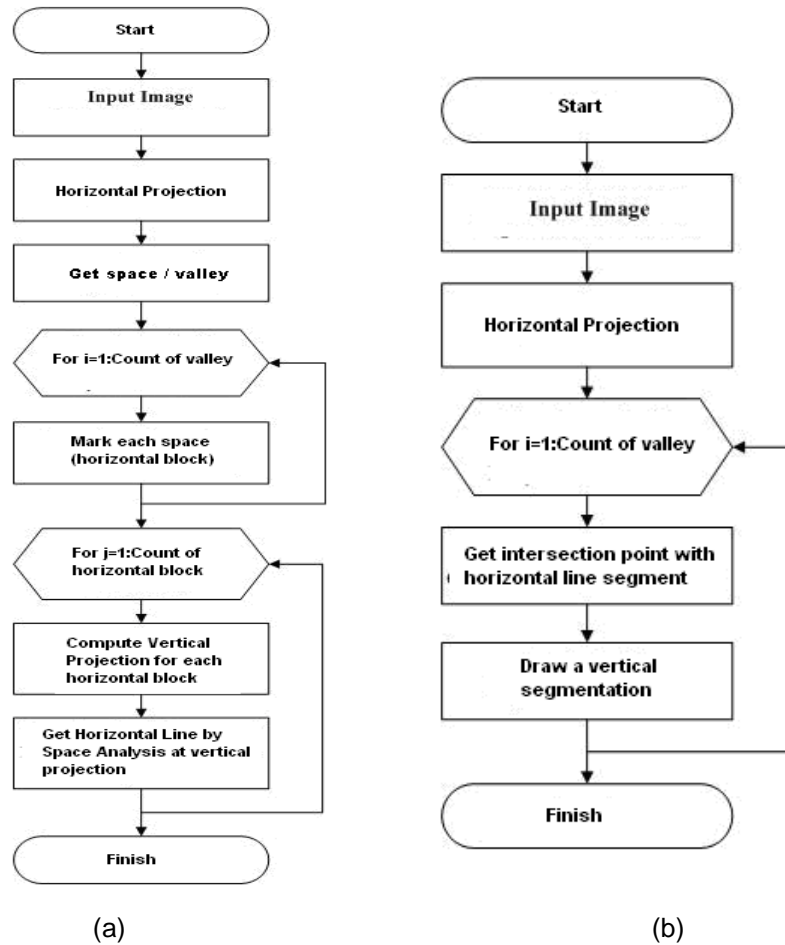 Start
Input Image
Horizontal Projection
Get space / valley
For i=1:Count of valley
Mark each space
(horizontal block)
For j=1:Count of
horizontal block
Compute Vertical
Projection for each
horizontal block
Get Horizontal Line by
Space Analysis at vertical
projection
Finish
(a)
Start
Input Image
Horizontal Projection
For i=1:Count of valley
Get intersection point with
horizontal line segment
Draw a vertical
segmentation
Finish
(b)